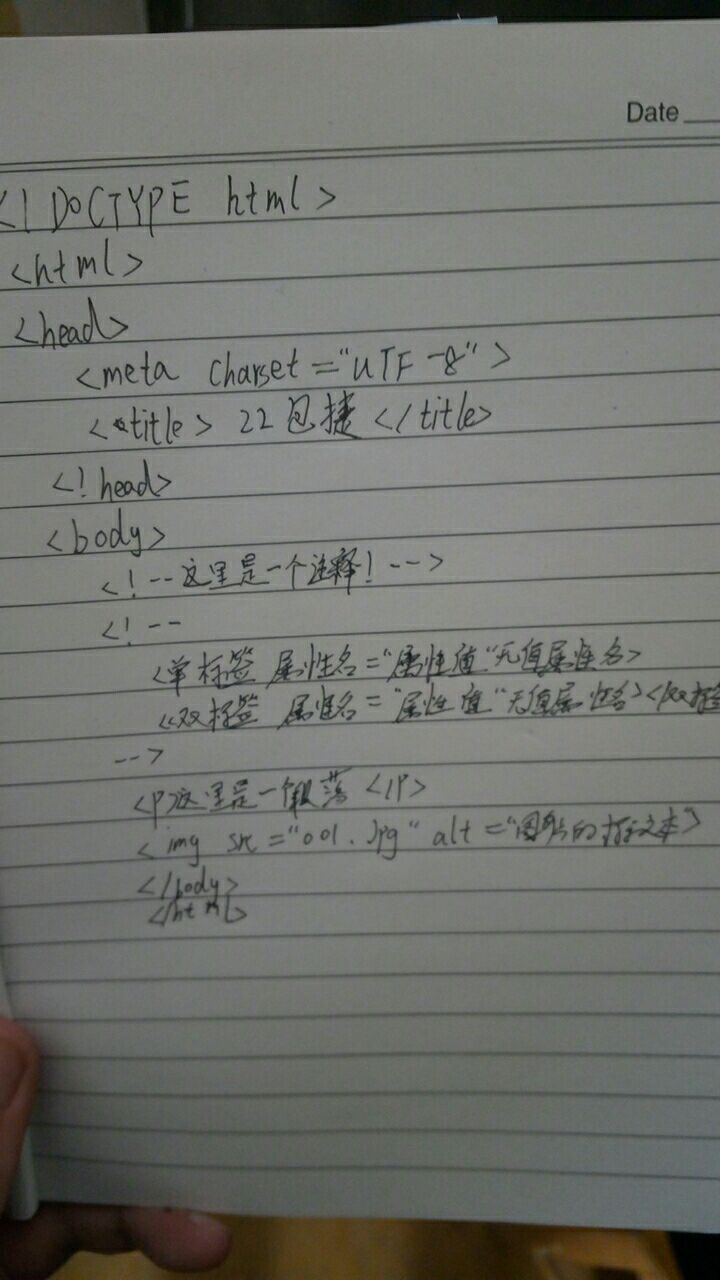 Date
<! DOCTYPE html>
<html>
<head>
<meta charset="UTF-8">
<title> 22包捷 </title>
<! head>
<body>
<!--这里是一个注释! -->
<!--
<单标签 属性名="属性值"无值属性名>
<双标签 属性名="属性值"无值属性名></双标签
-->
<P>这里是一个段落 </P>
< img src ="001.Jpg" alt ="图片的 文本">
</body>
</html>